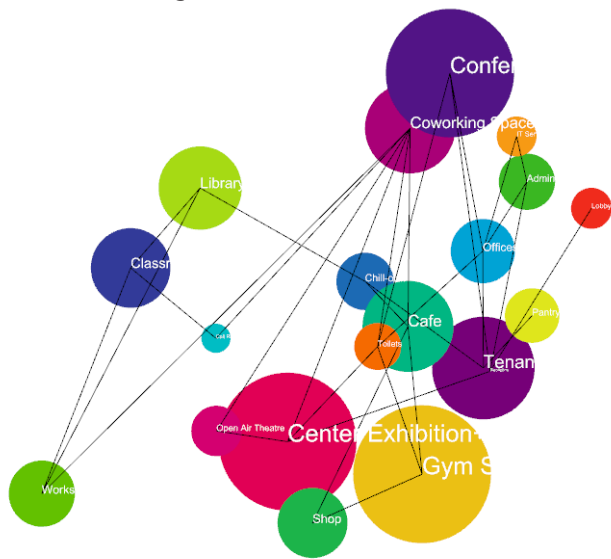 Confer
Coworking Space
IT Ser
Library
Admin
Lobby
Classr
Officer
Chill-o
Cafe
Pantry
Toilets
Tenan
Open Air Theatre
Center Exhibition+
Gym S
Works
Shop